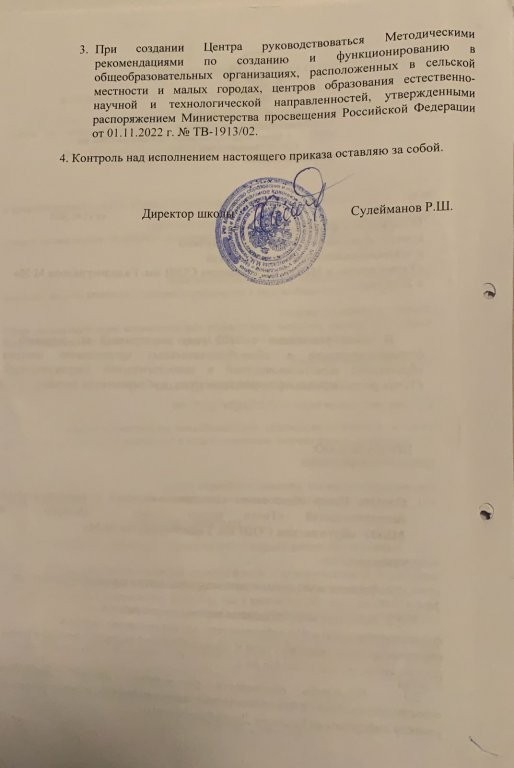 3. При создании Центра руководствоваться Методическими
рекомендациями по созданию и функционированию в
общеобразовательных организациях, расположенных в сельской
местности и малых городах, центров образования естественно-
научной и технологической направленностей, утвержденными
распоряжением Министерства просвещения Российской Федерации
от 01.11.2022 г. № ТВ-1913/02.
4. Контроль над исполнением настоящего приказа оставляю за собой.
Директор школы
Сулейманов Р.Ш.